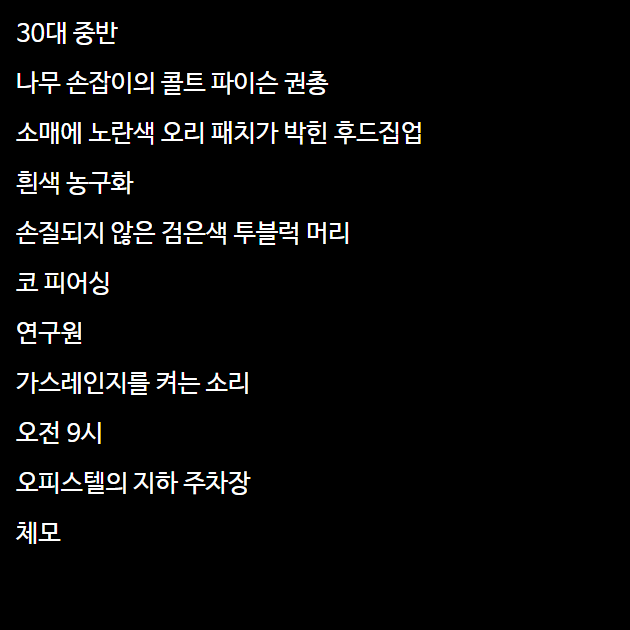 30대 중반
나무 손잡이의 콜트 파이슨 권총
소매에 노란색 오리 패치가 박힌 후드집업
흰색 농구화
손질되지 않은 검은색 투블럭 머리
코 피어싱
연구원
가스레인지를 켜는 소리
오전 9시
오피스텔의 지하 주차장
체모